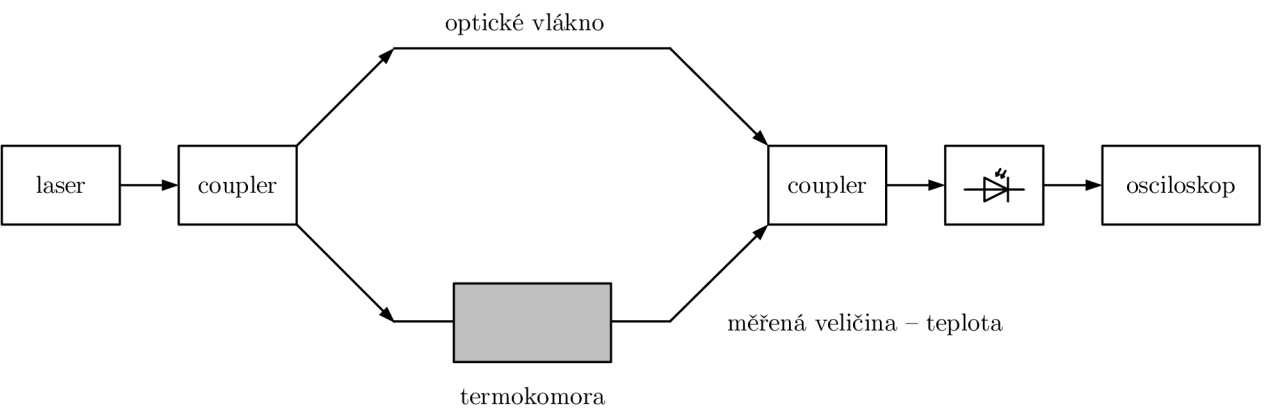 optické vlákno
laser
coupler
coupler
osciloskop
měřená veličina – teplota
termokomora